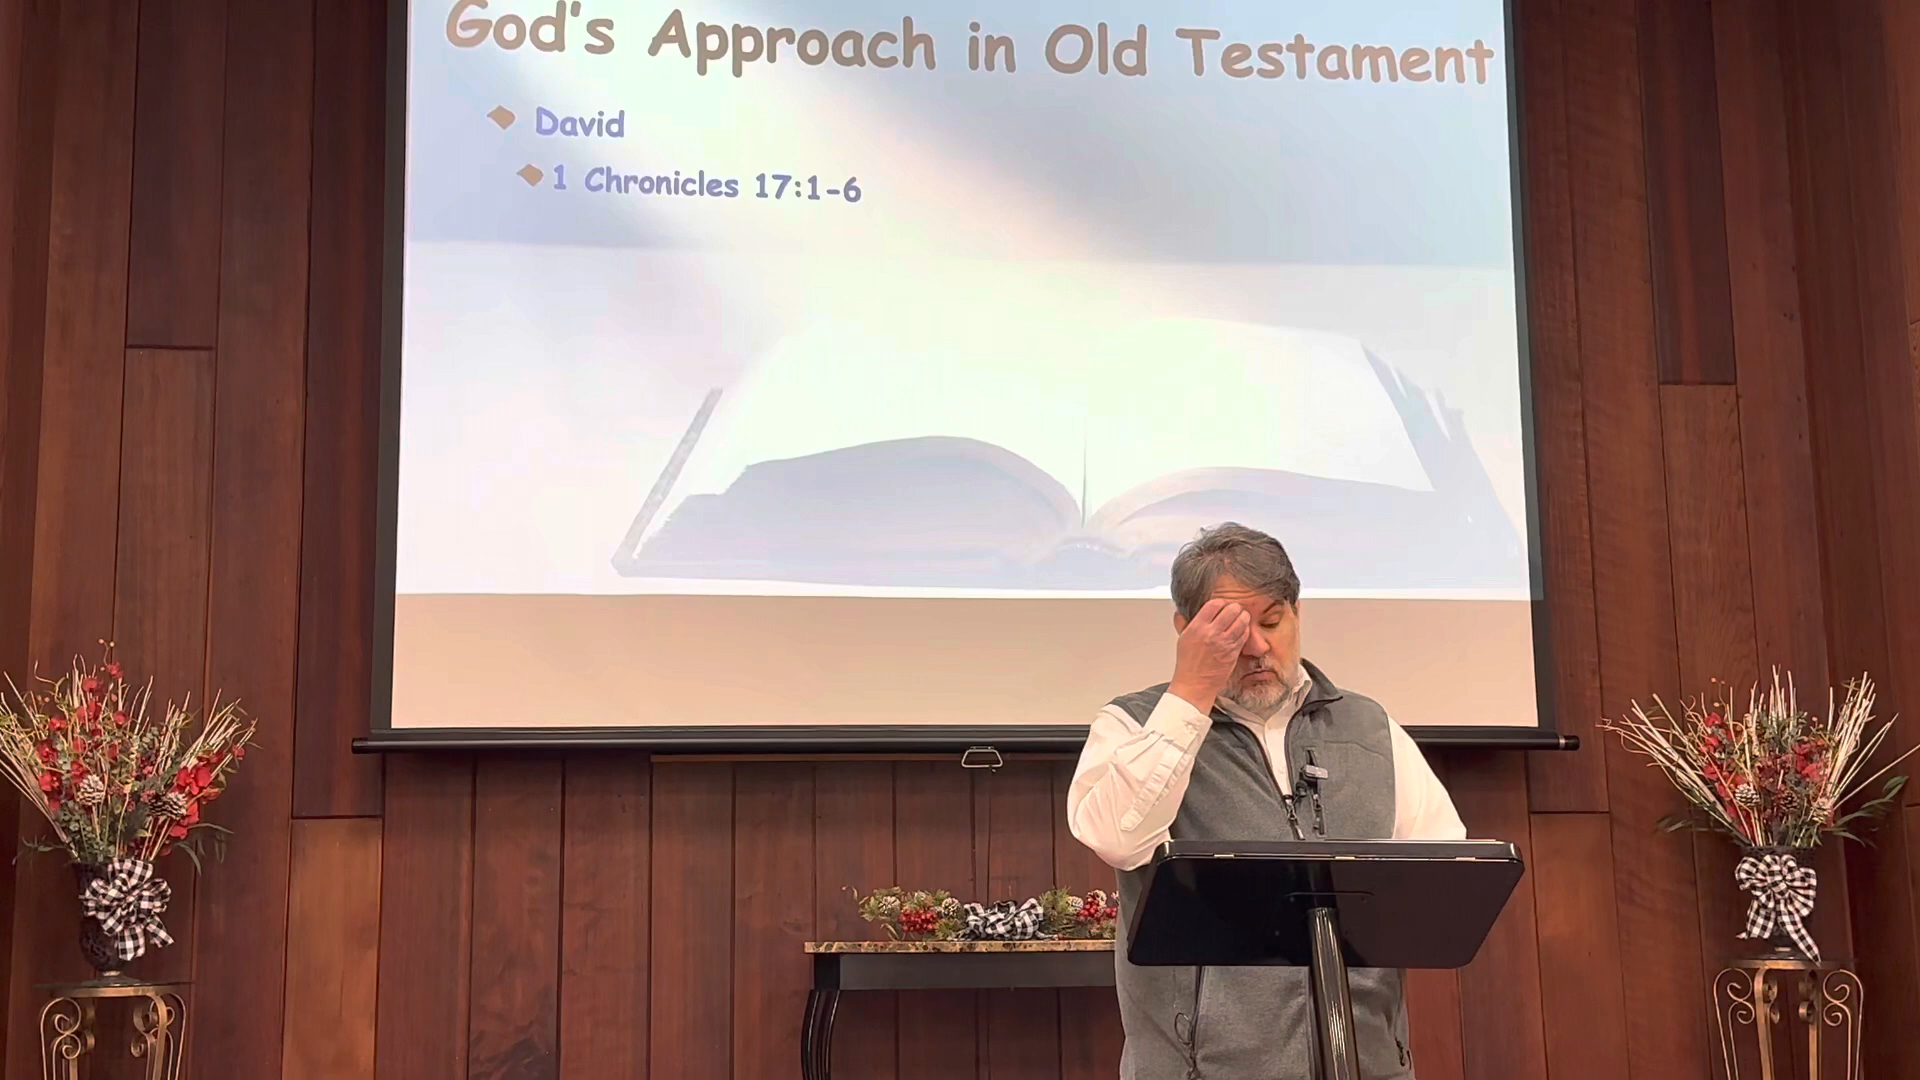 God's Approach in Old Testament
David
1 Chronicles 17:1-6